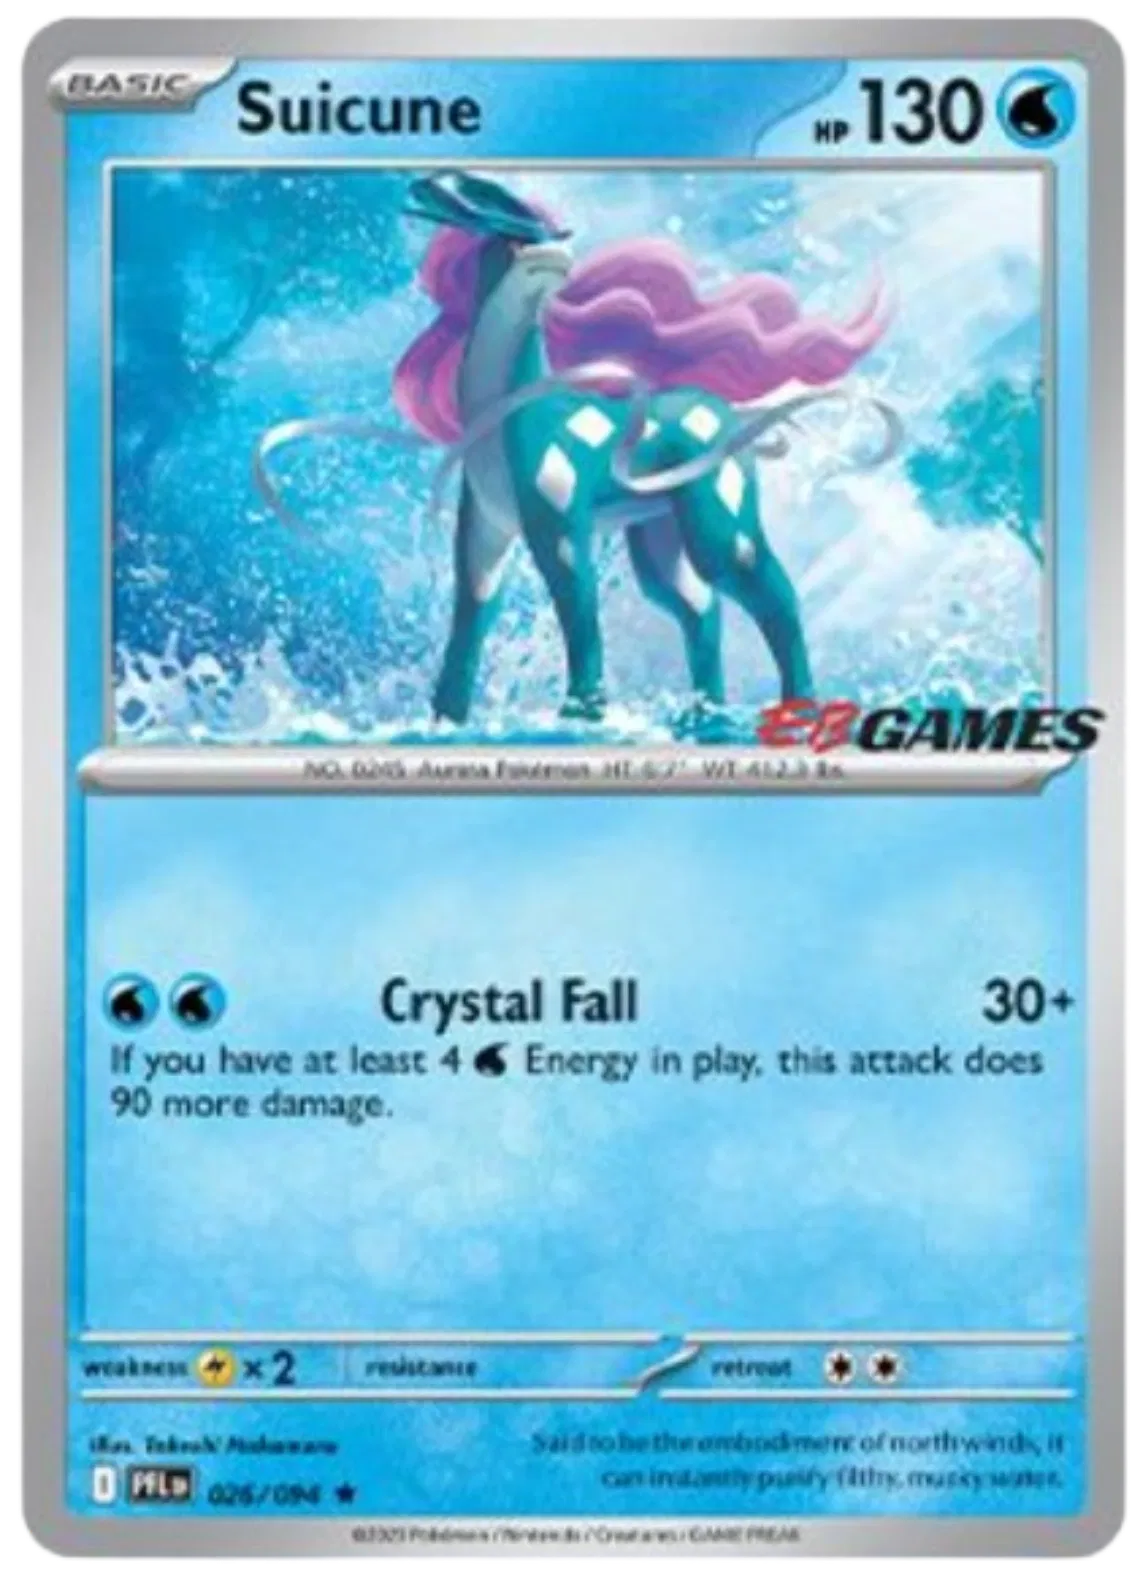 BASIC
Suicune
HP 130
EB GAMES
NO. 0245 Aurora Pokémon HT: 6'7" WT: 412.3 lbs.
Crystal Fall 30+
If you have at least 4 Energy in play, this attack does
90 more damage.
weakness ×2 resistance retreat
Illus.
Said to be the embodiment of north winds, it
can instantly purify filthy, murky water.
I PFL EN 026/094 ★
©2025 Pokémon / Nintendo / Creatures / GAME FREAK